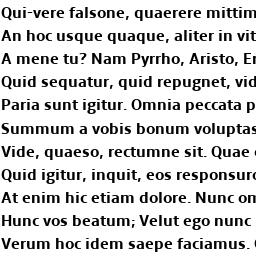 Qui-vere falsone, quaerere mittim
An hoc usque quaque, aliter in vit
A mene tu? Nam Pyrrho, Aristo, Er
Quid sequatur, quid repugnet, vid
Paria sunt igitur. Omnia peccata p
Summum a vobis bonum voluptas
Vide, quaeso, rectumne sit. Quae
Quid igitur, inquit, eos responsuro
At enim hic etiam dolore. Nunc om
Hunc vos beatum; Velut ego nunc
Verum hoc idem saepe faciamus.